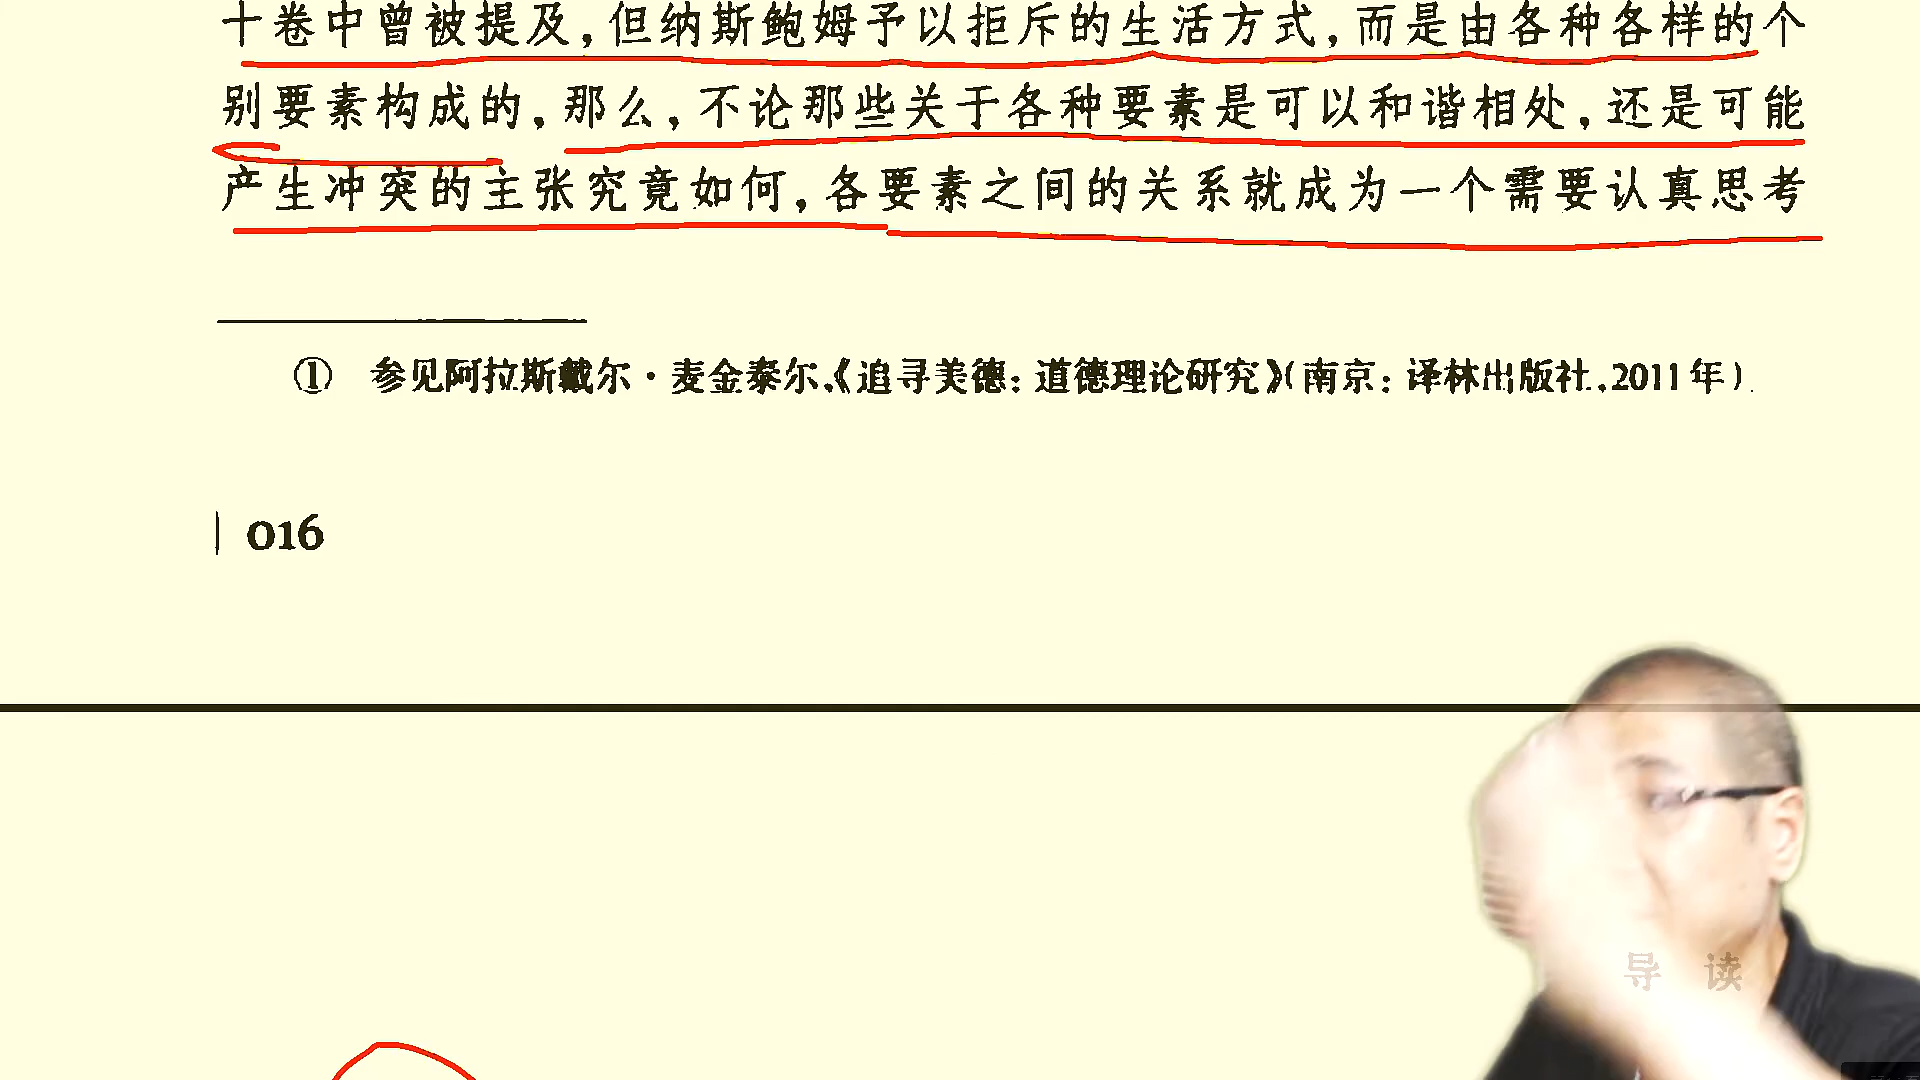 十卷中曾被提及,但纳斯鲍姆予以拒斥的生活方式,而是由各种各样的个
别要素构成的,那么,不论那些关于各种要素是可以和谐相处,还是可能
产生冲突的主张究竟如何,各要素之间的关系就成为一个需要认真思考
① 参见阿拉斯戴尔·麦金泰尔,《追寻美德:道德理论研究》(南京:译林出版社,2011年).
016
导 读